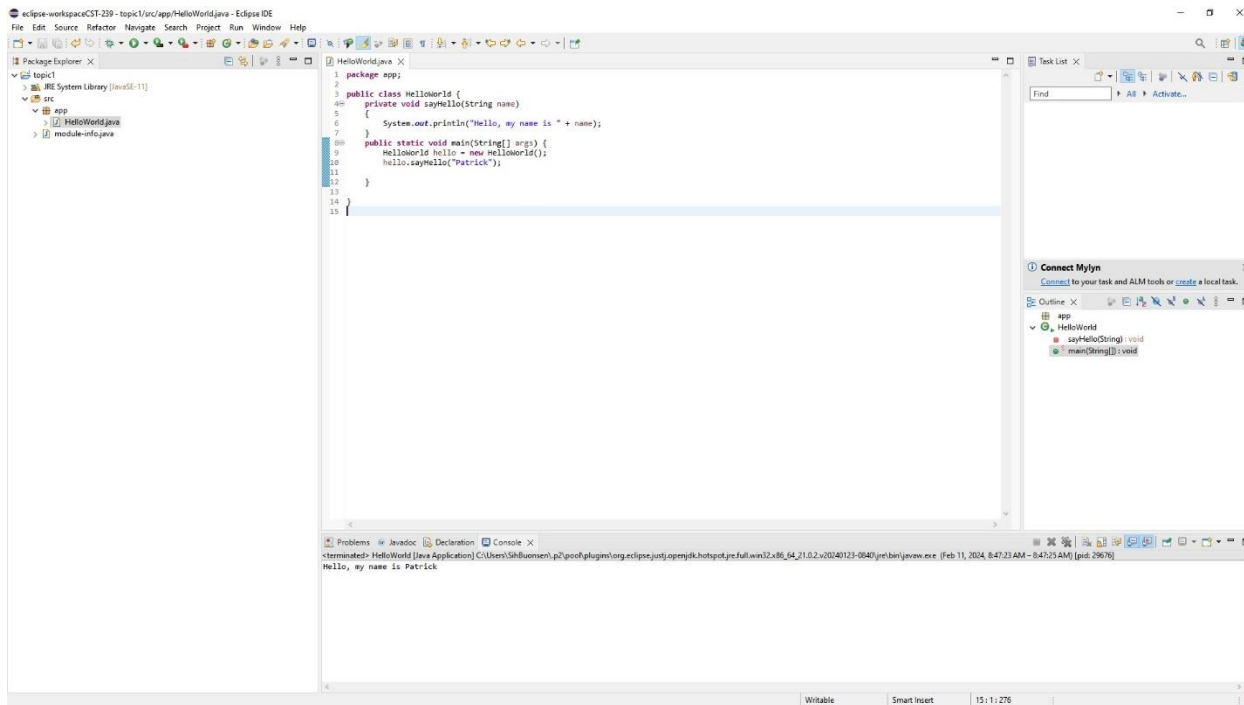 eclipse-workspaceCST-239 - topic1/src/app/HelloWorld.java - Eclipse IDE
File Edit Source Refactor Navigate Search Project Run Window Help
Package Explorer
topic1
JRE System Library [JavaSE-11]
src
app
HelloWorld.java
module-info.java
HelloWorld.java
1 package app;
2
3 public class HelloWorld {
4 private void sayHello(String name)
5 {
6 System.out.println("Hello, my name is " + name);
7 }
8 public static void main(String[] args) {
9 HelloWorld hello = new HelloWorld();
10 hello.sayHello("Patrick");
11
12 }
13
14 }
15
Task List
Find All Activate...
Connect Mylyn
Connect to your task and ALM tools or create a local task.
Outline
app
HelloWorld
sayHello(String) : void
main(String[]) : void
Problems Javadoc Declaration Console
<terminated> HelloWorld [Java Application] C:\Users\SihBuonsen\.p2\pool\plugins\org.eclipse.justj.openjdk.hotspot.jre.full.win32.x86_64_21.0.2.v20240123-0840\jre\bin\javaw.exe (Feb 11, 2024, 8:47:23 AM – 8:47:25 AM) [pid: 29676]
Hello, my name is Patrick
Writable Smart Insert 15 : 1 : 276